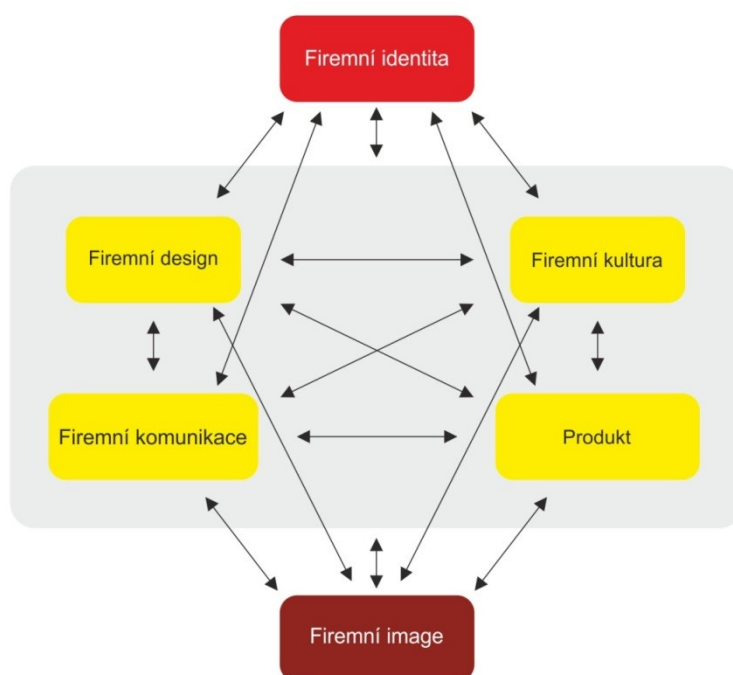 Firemní identita
Firemní design
Firemní kultura
Firemní komunikace
Produkt
Firemní image